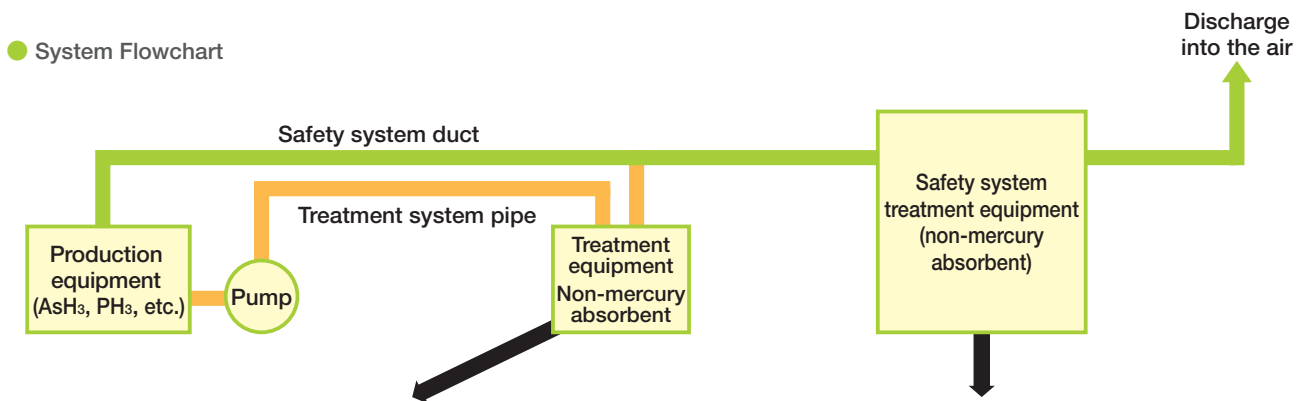 System Flowchart
Discharge
into the air
Safety system duct
Treatment system pipe
Production
equipment
(AsH₃, PH₃, etc.)
Pump
Treatment
equipment
Non-mercury
absorbent
Safety system
treatment equipment
(non-mercury
absorbent)